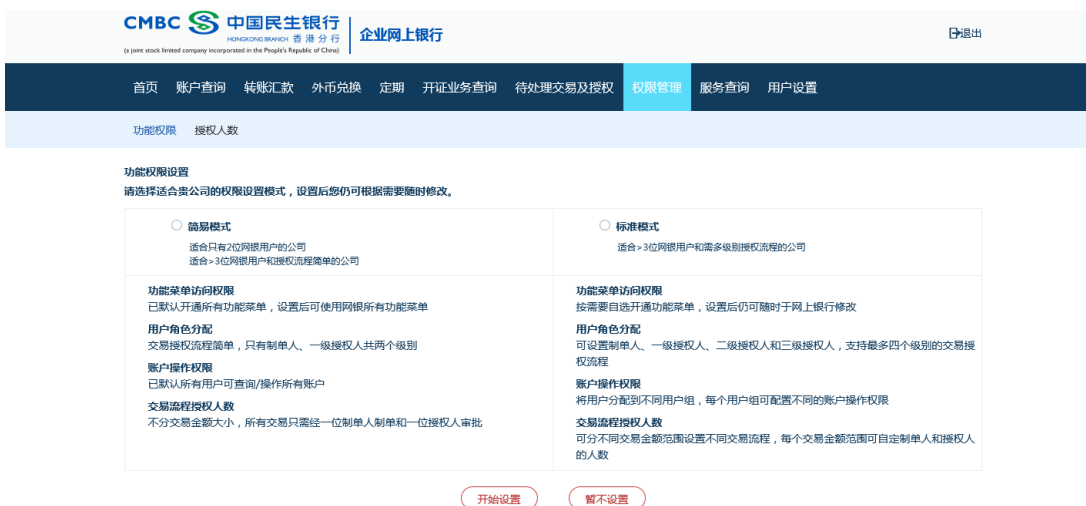 CMBC 中国民生银行
HONGKONG BRANCH 香港分行
(a joint stock limited company incorporated in the People's Republic of China)
企业网上银行
退出
首页 账户查询 转账汇款 外币兑换 定期 开证业务查询 待处理交易及授权 权限管理 服务查询 用户设置
功能权限 授权人数
功能权限设置
请选择适合贵公司的权限设置模式，设置后您仍可根据需要随时修改。
简易模式
适合只有2位网银用户的公司
适合>3位网银用户和授权流程简单的公司
标准模式
适合>3位网银用户和需多级别授权流程的公司
功能菜单访问权限
已默认开通所有功能菜单，设置后可使用网银所有功能菜单
用户角色分配
交易授权流程简单，只有制单人、一级授权人共两个级别
账户操作权限
已默认所有用户可查询/操作所有账户
交易流程授权人数
不分交易金额大小，所有交易只需经一位制单人制单和一位授权人审批
功能菜单访问权限
按需要自选开通功能菜单，设置后仍可随时于网上银行修改
用户角色分配
可设置制单人、一级授权人、二级授权人和三级授权人，支持最多四个级别的交易授
权流程
账户操作权限
将用户分配到不同用户组，每个用户组可配置不同的账户操作权限
交易流程授权人数
可分不同交易金额范围设置不同交易流程，每个交易金额范围可自定制单人和授权人
的人数
开始设置 暂不设置